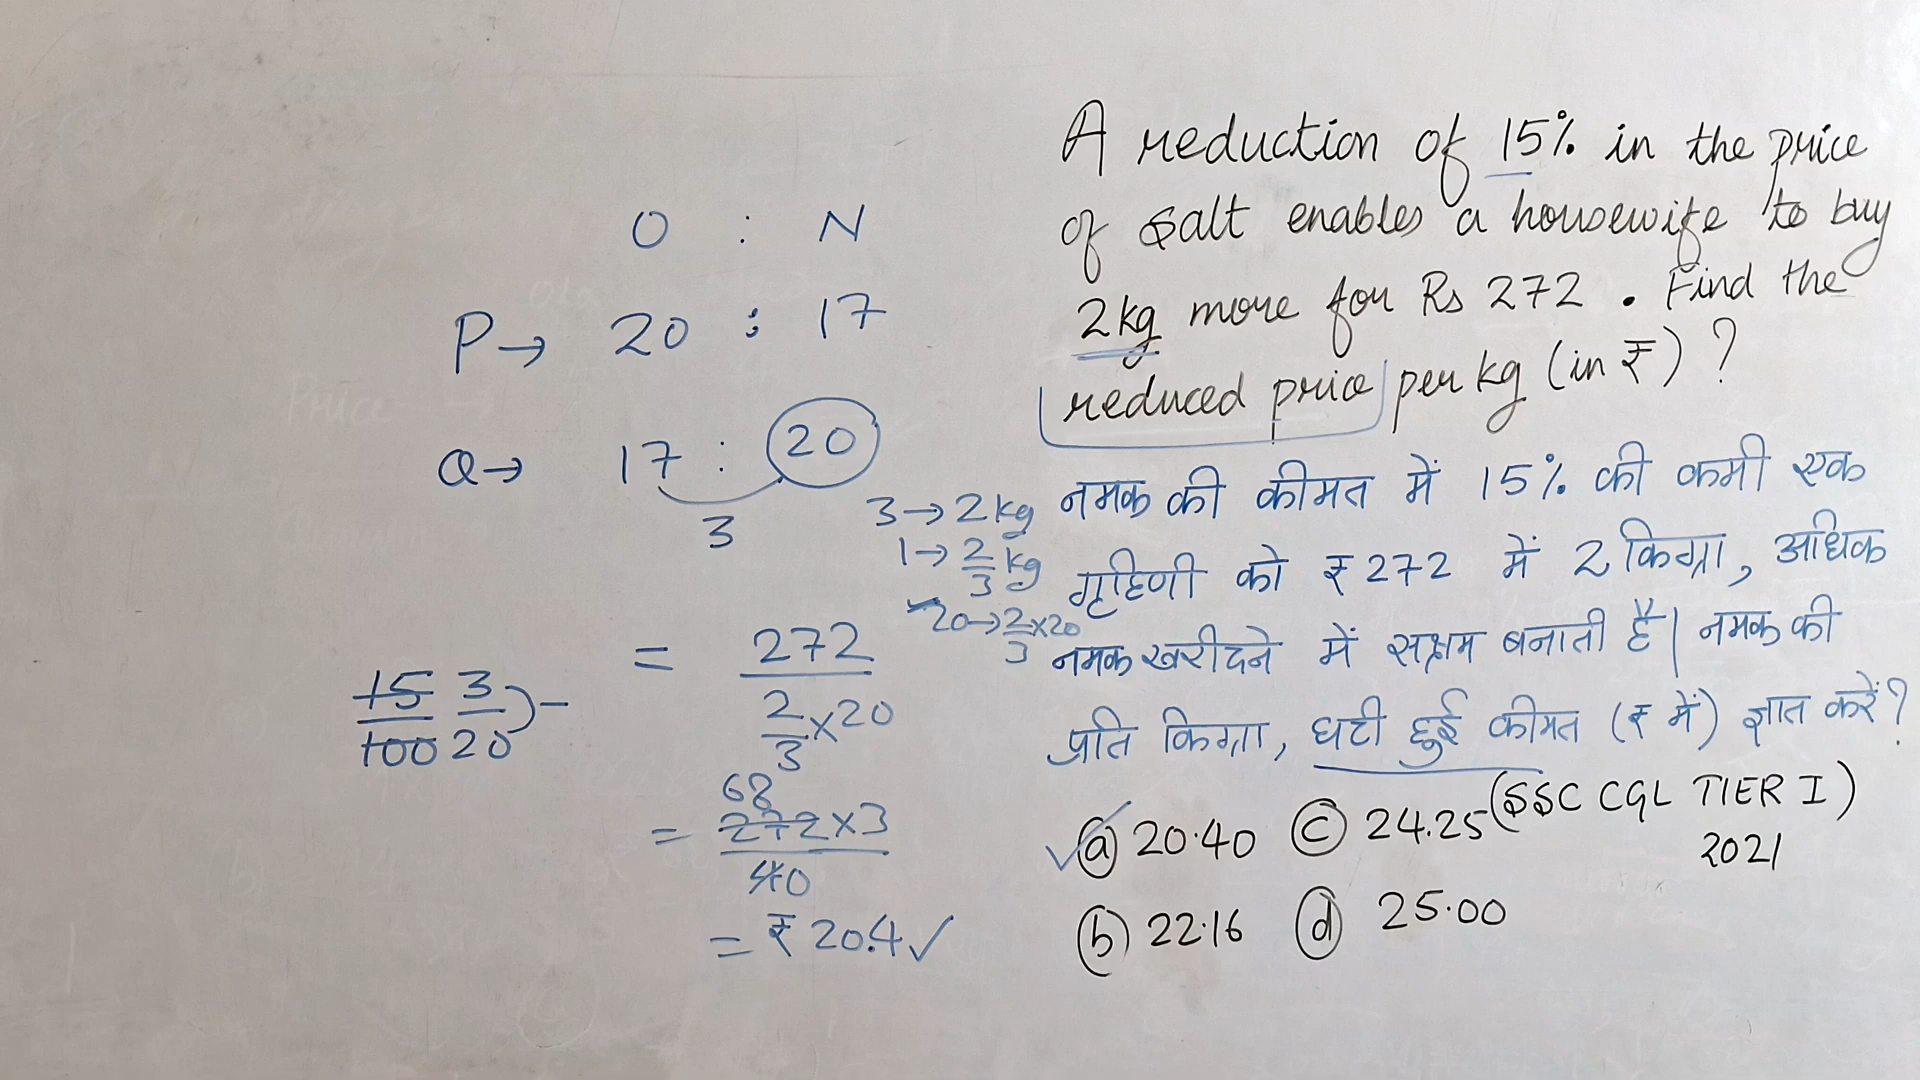 O : N
P → 20 : 17
Q → 17 : 20
3
3 → 2 kg
1 → 2/3 kg
20 → 2/3 × 20
15/100 3/20) -
= 272 / (2/3 × 20)
68
= 272 × 3 / 40
= ₹ 20.4 ✓
A reduction of 15% in the price
of salt enables a housewife to buy
2 kg more for Rs 272 . Find the
reduced price per kg (in ₹) ?
नमक की कीमत में 15% की कमी एक
गृहिणी को ₹ 272 में 2 किग्रा, अधिक
नमक खरीदने में सक्षम बनाती है| नमक की
प्रति किग्रा, घटी हुई कीमत (₹ में) ज्ञात करें?
(SSC CGL TIER I)
2021
✓ (a) 20.40 (c) 24.25
(b) 22.16 (d) 25.00